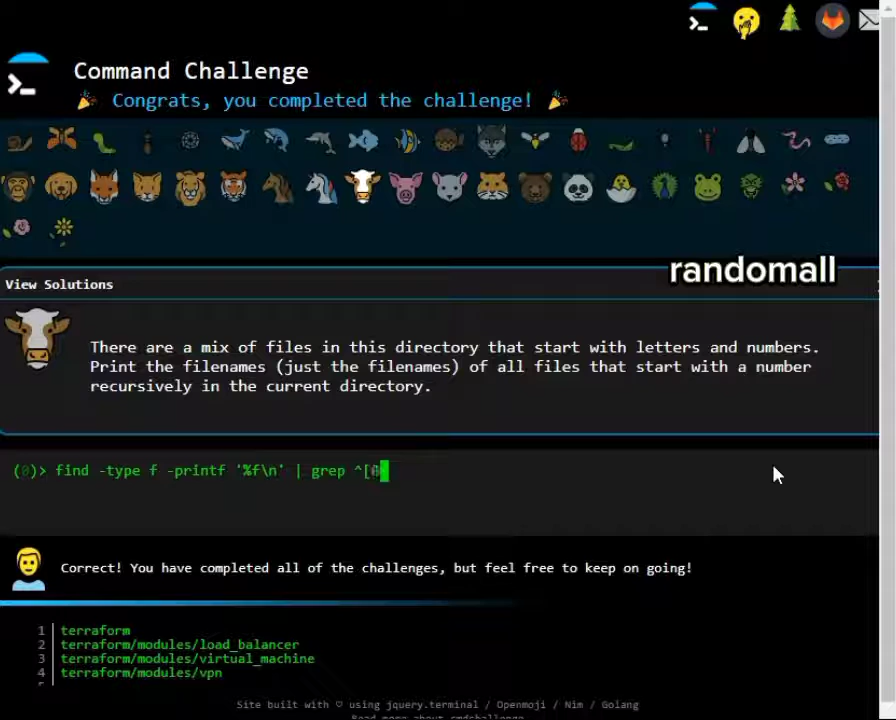 Command Challenge
Congrats, you completed the challenge!
randomall
View Solutions
There are a mix of files in this directory that start with letters and numbers.
Print the filenames (just the filenames) of all files that start with a number
recursively in the current directory.
(0)> find -type f -printf '%f\n' | grep ^[
Correct! You have completed all of the challenges, but feel free to keep on going!
1 terraform
2 terraform/modules/load_balancer
3 terraform/modules/virtual_machine
4 terraform/modules/vpn
Site built with ♡ using jquery.terminal / Openmoji / Nim / Golang
Read more about cmdchallenge